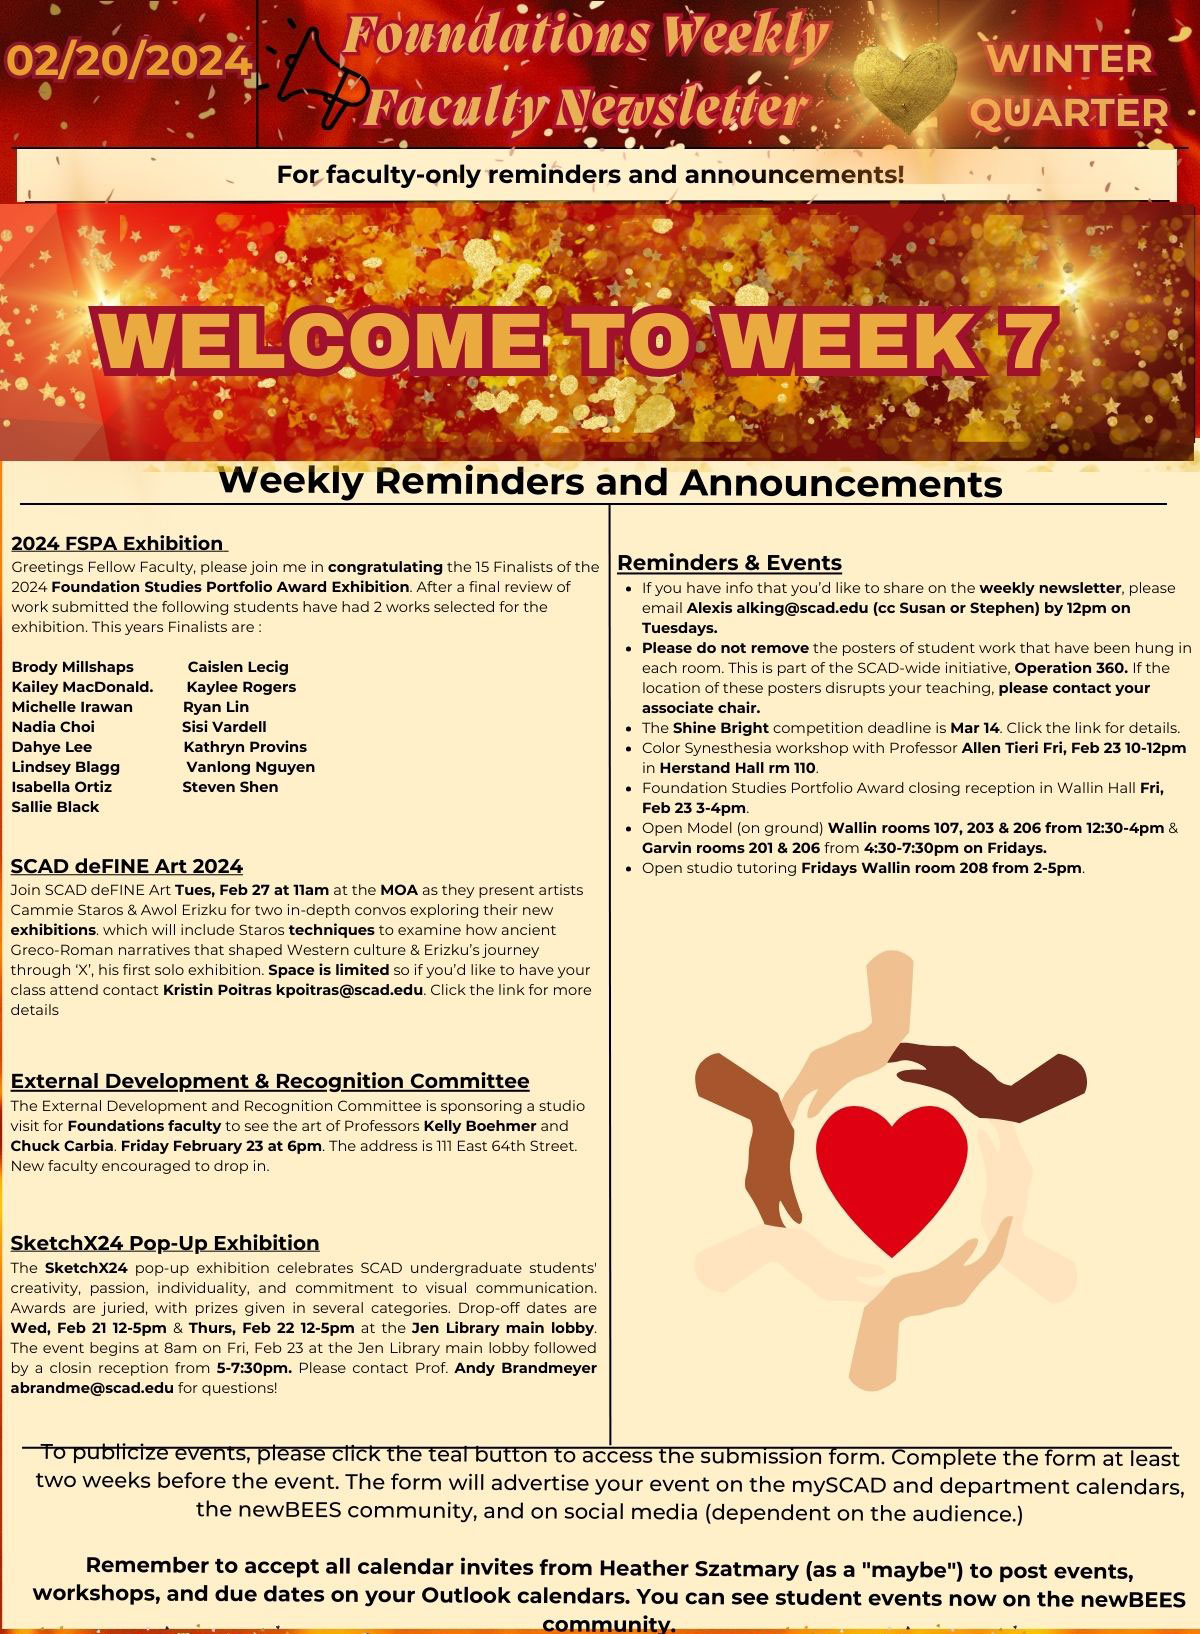 02/20/2024
Foundations Weekly
Faculty Newsletter
WINTER
QUARTER
For faculty-only reminders and announcements!
WELCOME TO WEEK 7
Weekly Reminders and Announcements
2024 FSPA Exhibition
Greetings Fellow Faculty, please join me in congratulating the 15 Finalists of the
2024 Foundation Studies Portfolio Award Exhibition. After a final review of
work submitted the following students have had 2 works selected for the
exhibition. This years Finalists are :
Brody Millshaps Caislen Lecig
Kailey MacDonald. Kaylee Rogers
Michelle Irawan Ryan Lin
Nadia Choi Sisi Vardell
Dahye Lee Kathryn Provins
Lindsey Blagg Vanlong Nguyen
Isabella Ortiz Steven Shen
Sallie Black
SCAD deFINE Art 2024
Join SCAD deFINE Art Tues, Feb 27 at 11am at the MOA as they present artists
Cammie Staros & Awol Erizku for two in-depth convos exploring their new
exhibitions. which will include Staros techniques to examine how ancient
Greco-Roman narratives that shaped Western culture & Erizku's journey
through 'X', his first solo exhibition. Space is limited so if you'd like to have your
class attend contact Kristin Poitras kpoitras@scad.edu. Click the link for more
details
External Development & Recognition Committee
The External Development and Recognition Committee is sponsoring a studio
visit for Foundations faculty to see the art of Professors Kelly Boehmer and
Chuck Carbia. Friday February 23 at 6pm. The address is 111 East 64th Street.
New faculty encouraged to drop in.
SketchX24 Pop-Up Exhibition
The SketchX24 pop-up exhibition celebrates SCAD undergraduate students'
creativity, passion, individuality, and commitment to visual communication.
Awards are juried, with prizes given in several categories. Drop-off dates are
Wed, Feb 21 12-5pm & Thurs, Feb 22 12-5pm at the Jen Library main lobby.
The event begins at 8am on Fri, Feb 23 at the Jen Library main lobby followed
by a closin reception from 5-7:30pm. Please contact Prof. Andy Brandmeyer
abrandme@scad.edu for questions!
Reminders & Events
• If you have info that you'd like to share on the weekly newsletter, please
email Alexis alking@scad.edu (cc Susan or Stephen) by 12pm on
Tuesdays.
• Please do not remove the posters of student work that have been hung in
each room. This is part of the SCAD-wide initiative, Operation 360. If the
location of these posters disrupts your teaching, please contact your
associate chair.
• The Shine Bright competition deadline is Mar 14. Click the link for details.
• Color Synesthesia workshop with Professor Allen Tieri Fri, Feb 23 10-12pm
in Herstand Hall rm 110.
• Foundation Studies Portfolio Award closing reception in Wallin Hall Fri,
Feb 23 3-4pm.
• Open Model (on ground) Wallin rooms 107, 203 & 206 from 12:30-4pm &
Garvin rooms 201 & 206 from 4:30-7:30pm on Fridays.
• Open studio tutoring Fridays Wallin room 208 from 2-5pm.
To publicize events, please click the teal button to access the submission form. Complete the form at least
two weeks before the event. The form will advertise your event on the mySCAD and department calendars,
the newBEES community, and on social media (dependent on the audience.)
Remember to accept all calendar invites from Heather Szatmary (as a "maybe") to post events,
workshops, and due dates on your Outlook calendars. You can see student events now on the newBEES
community.